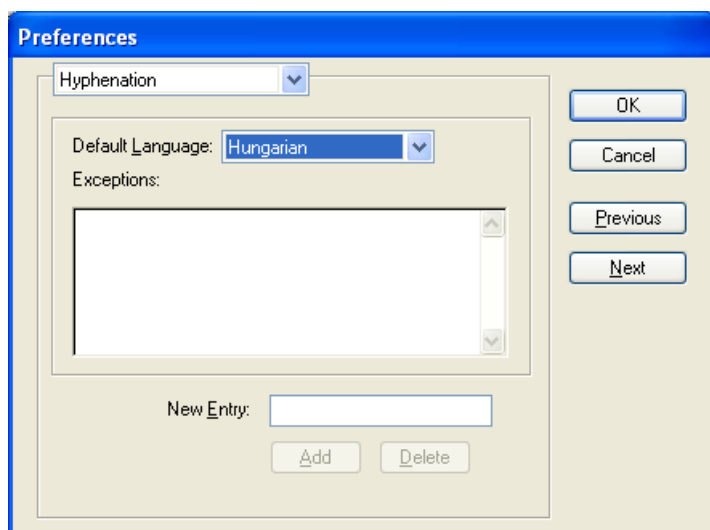 Preferences
Hyphenation
OK
Default Language: Hungarian
Cancel
Exceptions:
Previous
Next
New Entry:
Add Delete